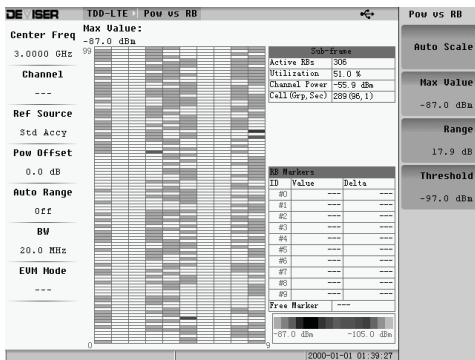 DEVISER TDD-LTE Pow vs RB
Center Freq
3.0000 GHz
Channel
---
Ref Source
Std Accy
Pow Offset
0.0 dB
Auto Range
Off
BW
20.0 MHz
EVM Mode
---
Max Value:
-87.0 dBm
99
0
9
Sub-frame
Active RBs 306
Utilization 51.0 %
Channel Power -55.9 dBm
Cell(Grp, Sec) 289(96, 1)
RB Markers
ID Value Delta
#0 --- ---
#1 --- ---
#2 --- ---
#3 --- ---
#4 --- ---
#5 --- ---
#6 --- ---
#7 --- ---
#8 --- ---
#9 --- ---
Free Marker ---
-87.0 dBm -105.0 dBm
2000-01-01 01:39:27
Pow vs RB
Auto Scale
Max Value
-87.0 dBm
Range
17.9 dB
Threshold
-97.0 dBm